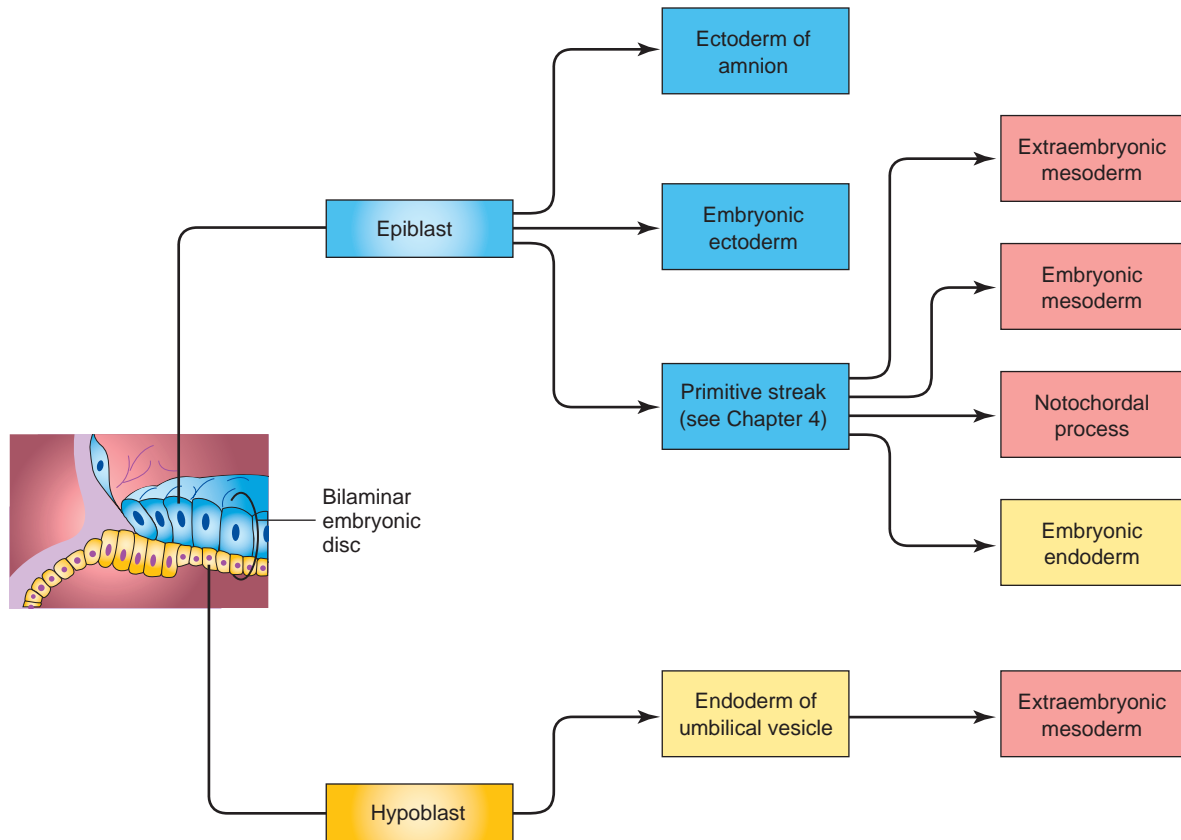 Ectoderm of
amnion
Extraembryonic
mesoderm
Epiblast
Embryonic
ectoderm
Embryonic
mesoderm
Primitive streak
(see Chapter 4)
Notochordal
process
Bilaminar
embryonic
disc
Embryonic
endoderm
Endoderm of
umbilical vesicle
Extraembryonic
mesoderm
Hypoblast